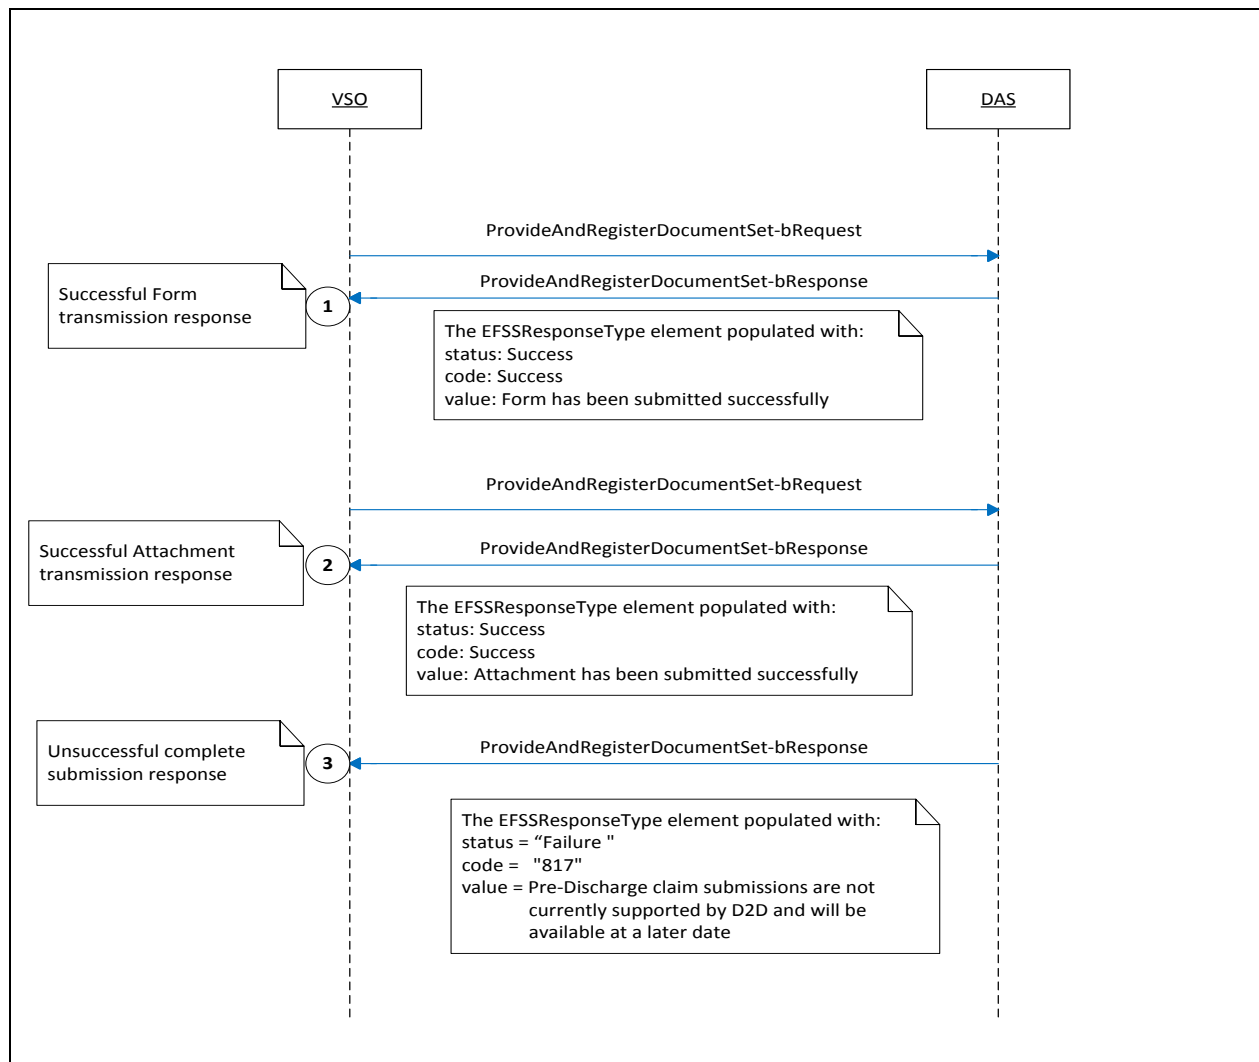 VSO
DAS
ProvideAndRegisterDocumentSet-bRequest
ProvideAndRegisterDocumentSet-bResponse
Successful Form
transmission response
1
The EFSSResponseType element populated with:
status: Success
code: Success
value: Form has been submitted successfully
ProvideAndRegisterDocumentSet-bRequest
ProvideAndRegisterDocumentSet-bResponse
Successful Attachment
transmission response
2
The EFSSResponseType element populated with:
status: Success
code: Success
value: Attachment has been submitted successfully
ProvideAndRegisterDocumentSet-bResponse
Unsuccessful complete
submission response
3
The EFSSResponseType element populated with:
status = “Failure "
code =   "817"
value = Pre-Discharge claim submissions are not
currently supported by D2D and will be
available at a later date